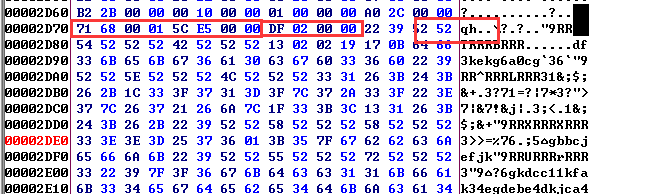 00002D60 B2 2B 00 00 00 10 00 00 01 00 00 00 A0 2C 00 00 ?..........?,..
00002D70 71 68 00 01 5C E5 00 00 DF 02 00 00 22 39 52 52 qh..\?.?.."9RR
00002D80 54 52 52 52 42 52 52 52 13 02 02 19 17 0B 64 66 TRRRBRRR......df
00002D90 33 6B 65 6B 67 36 61 30 63 67 60 33 36 60 22 39 3kekg6a0cg`36`"9
00002DA0 52 52 5E 52 52 52 4C 52 52 52 33 31 26 3B 24 3B RR^RRRLRRR31&;$;
00002DB0 26 2B 1C 33 3F 37 31 3D 3F 7C 37 2A 33 3F 22 3E &+.3?71=?|7*3?">
00002DC0 37 7C 26 37 21 26 6A 7C 1F 33 3B 3C 13 31 26 3B 7|&7!&j|.3;<.1&;
00002DD0 24 3B 26 2B 22 39 52 52 58 52 52 52 58 52 52 52 $;&+"9RRXRRRXRRR
00002DE0 33 3E 3E 3D 25 37 36 01 3B 35 7F 67 62 62 63 6A 3>>=%76.;5gbbcj
00002DF0 65 66 6A 6B 22 39 52 52 55 52 52 52 72 52 52 52 efjk"9RRURRRrRRR
00002E00 33 22 39 7F 3F 36 67 6B 64 63 63 31 31 6B 66 61 3"9?6gkdcc11kfa
00002E10 6B 33 34 65 67 64 65 62 65 34 64 6B 6A 63 61 34 k34egdebe4dkjca4